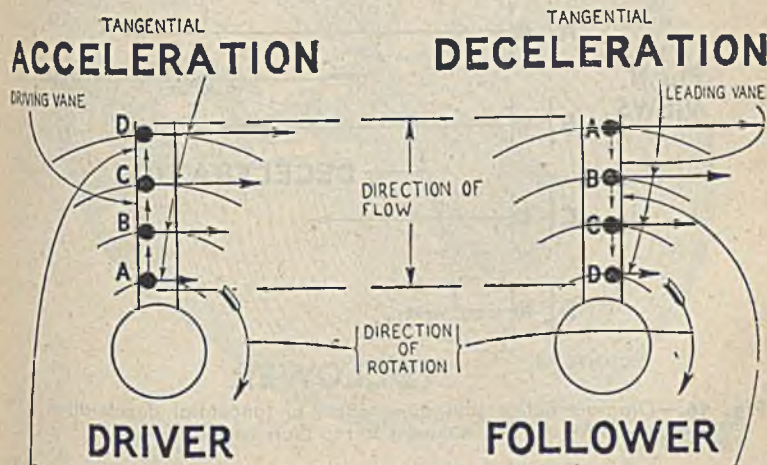 TANGENTIAL
ACCELERATION
DRIVING VANE
D
C
B
A
DIRECTION OF
FLOW
DIRECTION
OF
ROTATION
DRIVER
TANGENTIAL
DECELERATION
LEADING VANE
A
B
C
D
FOLLOWER